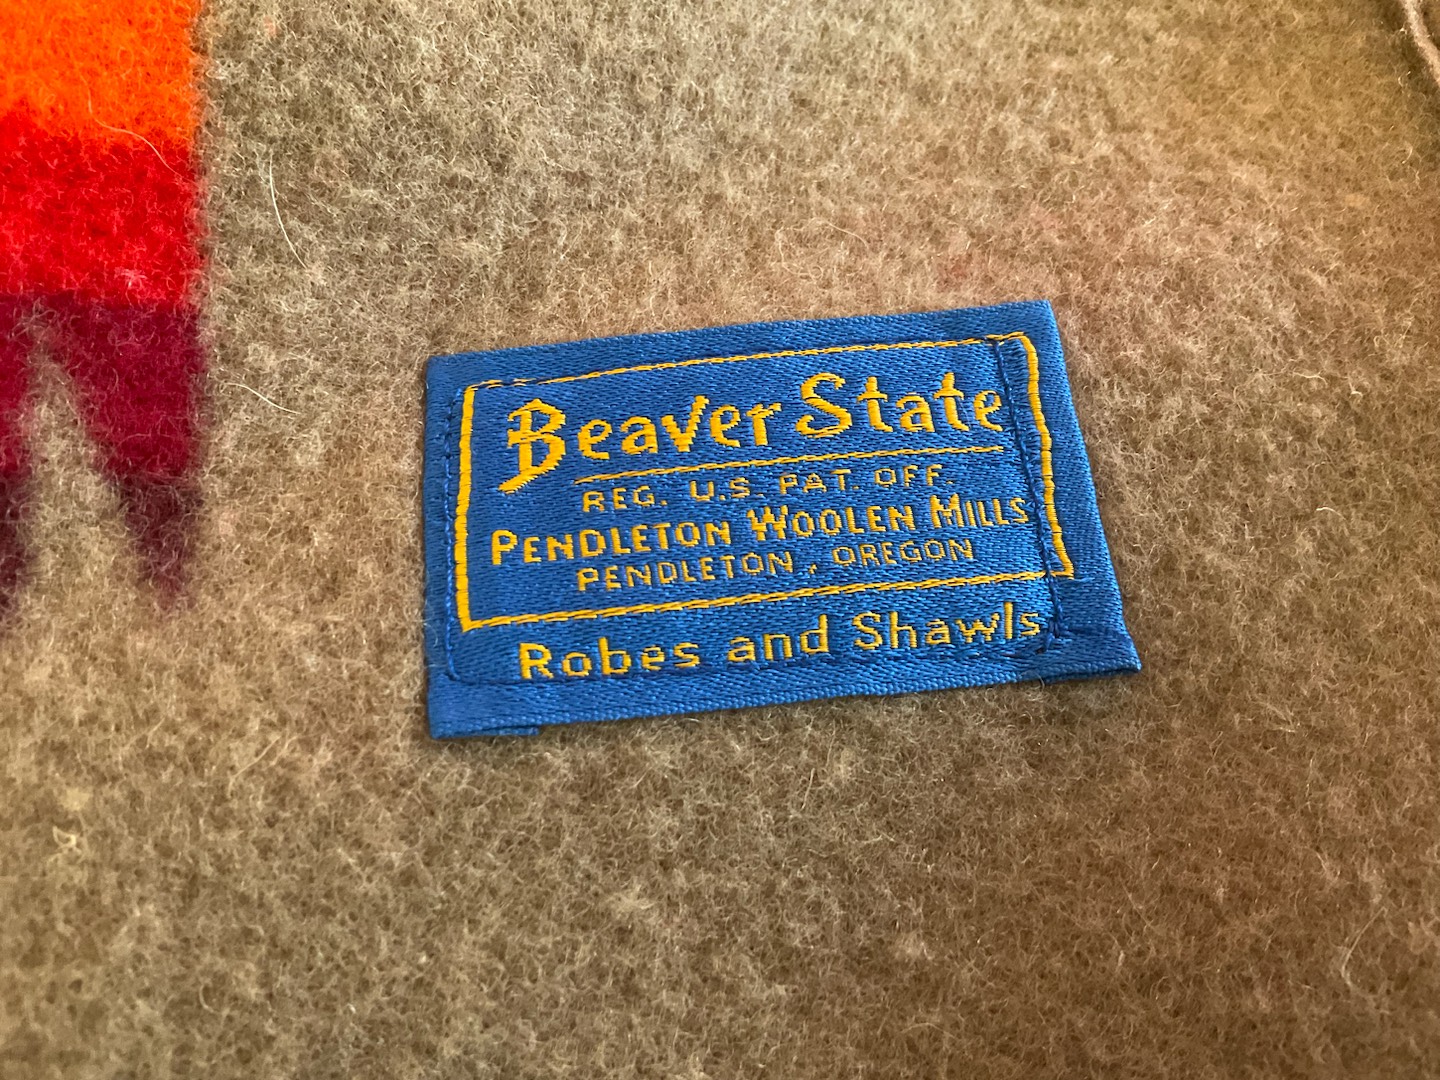 Beaver State
REG. U.S. PAT. OFF.
PENDLETON WOOLEN MILLS
PENDLETON, OREGON
Robes and Shawls